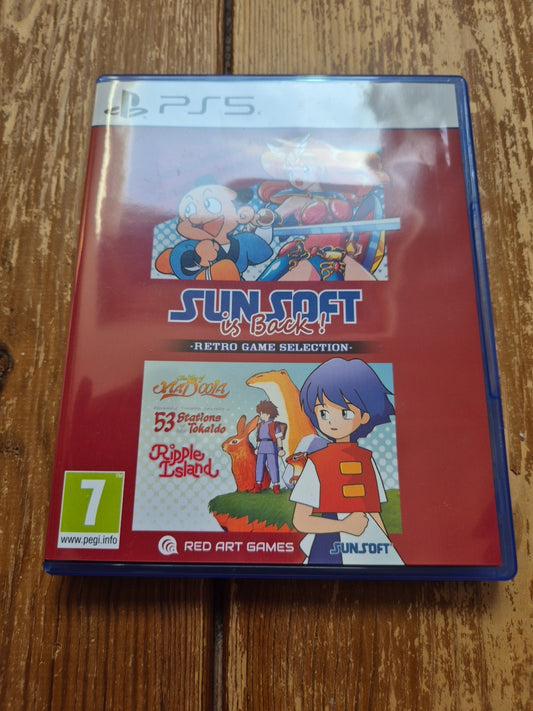 PS5
SUNSOFT
is Back!
-RETRO GAME SELECTION-
The Wing of
MADOOLA
53 Stations
of the
Tokaido
Ripple
Island
7
www.pegi.info
RED ART GAMES
SUNSOFT